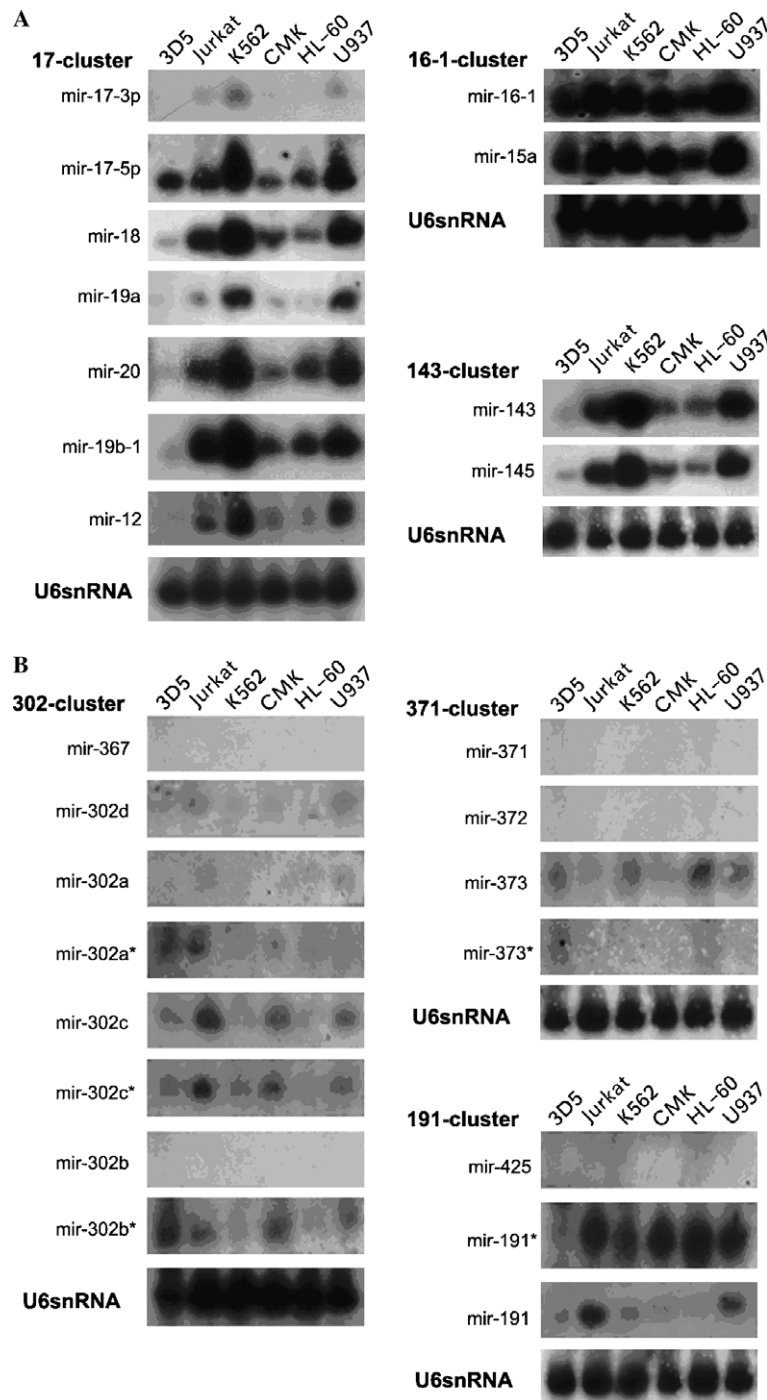 A
17-cluster
3D5 Jurkat K562 CMK HL-60 U937
mir-17-3p
mir-17-5p
mir-18
mir-19a
mir-20
mir-19b-1
mir-12
U6snRNA
16-1-cluster
3D5 Jurkat K562 CMK HL-60 U937
mir-16-1
mir-15a
U6snRNA
143-cluster
3D5 Jurkat K562 CMK HL-60 U937
mir-143
mir-145
U6snRNA
B
302-cluster
3D5 Jurkat K562 CMK HL-60 U937
mir-367
mir-302d
mir-302a
mir-302a*
mir-302c
mir-302c*
mir-302b
mir-302b*
U6snRNA
371-cluster
3D5 Jurkat K562 CMK HL-60 U937
mir-371
mir-372
mir-373
mir-373*
U6snRNA
191-cluster
3D5 Jurkat K562 CMK HL-60 U937
mir-425
mir-191*
mir-191
U6snRNA